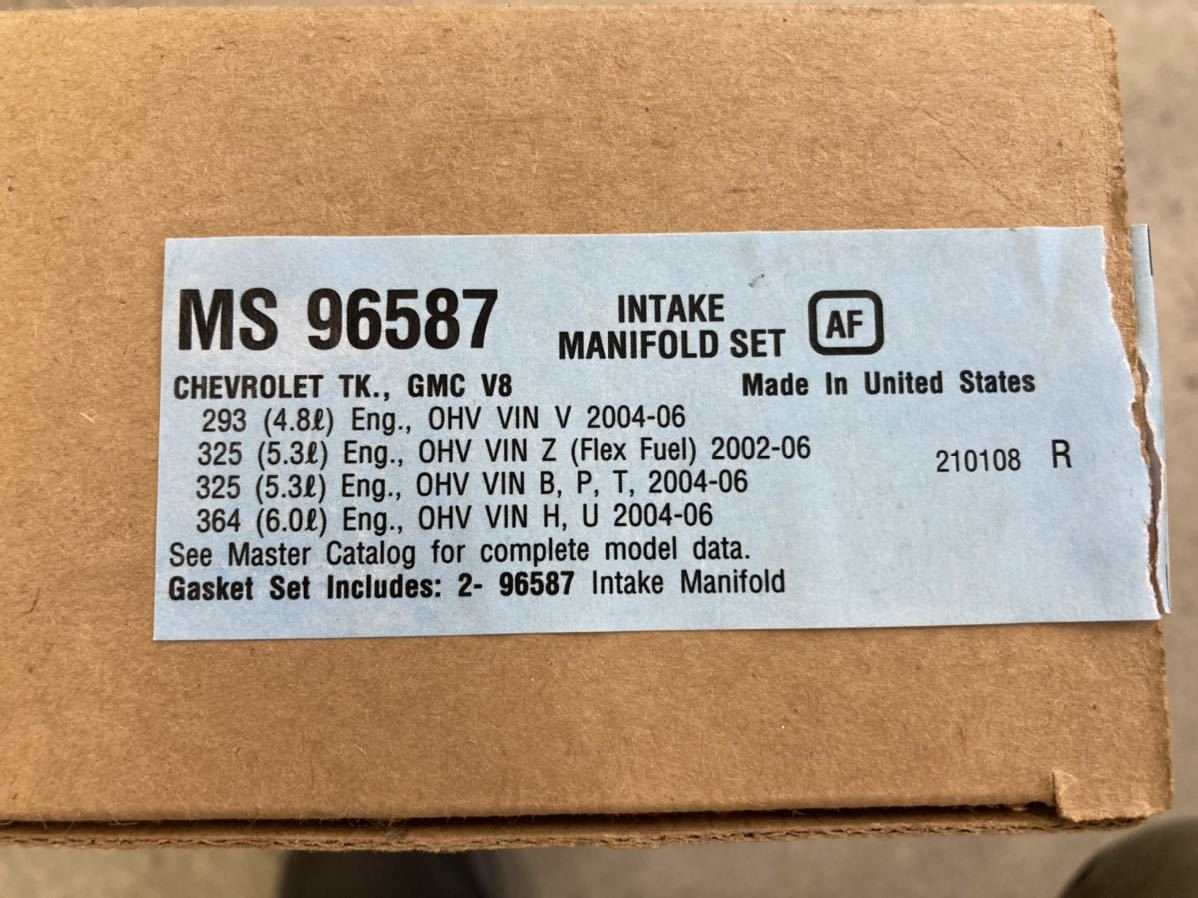 MS 96587 INTAKE MANIFOLD SET AF
CHEVROLET TK., GMC V8 Made In United States
293 (4.8ℓ) Eng., OHV VIN V 2004-06
325 (5.3ℓ) Eng., OHV VIN Z (Flex Fuel) 2002-06
325 (5.3ℓ) Eng., OHV VIN B, P, T, 2004-06
210108 R
364 (6.0ℓ) Eng., OHV VIN H, U 2004-06
See Master Catalog for complete model data.
Gasket Set Includes: 2- 96587 Intake Manifold